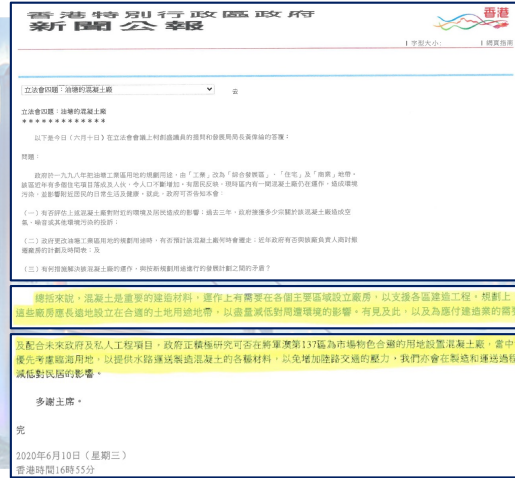 香港特別行政區政府
新聞公報
香港
字型大小:
網頁指南
立法會四題：油塘的混凝土廠
立法會四題：油塘的混凝土廠
＊＊＊＊＊＊＊＊＊＊＊＊＊
以下是今日（六月十日）在立法會會議上柯創盛議員的提問和發展局局長黃偉綸的答覆：
問題：
政府於一九九八年把油塘工業區用地的規劃用途，由「工業」改為「綜合發展區」、「住宅」及「商業」地帶。
該區近年有多個住宅項目落成及入伙，令人口不斷增加。有居民反映，現時區內有一間混凝土廠仍在運作，造成環境
污染，並影響附近居民的日常生活及健康。就此，政府可否告知本會：
（一）有否評估上述混凝土廠對附近的環境及居民造成的影響；過去三年，政府接獲多少宗關於該混凝土廠造成空
氣、噪音或其他環境污染的投訴；
（二）政府更改油塘工業區用地的規劃用途時，有否預計該混凝土廠何時會遷走；近年政府有否與該廠負責人商討搬
遷廠房的計劃及時間表；及
（三）有何措施解決該混凝土廠的運作，與按新規劃用途進行的發展計劃之間的矛盾？
總括來說，混凝土是重要的建造材料，運作上有需要在各個主要區域設立廠房，以支援各區建造工程。規劃上
這些廠房應長遠地設立在合適的土地用途地帶，以盡量減低對周遭環境的影響。有見及此，以及為應付建造業的需要
及配合未來政府及私人工程項目，政府正積極研究可否在將軍澳第137區為市場物色合適的用地設置混凝土廠，當中
優先考慮臨海用地，以提供水路運送製造混凝土的各種材料，以免增加陸路交通的壓力，我們亦會在製造和運送過程
減低對民居的影響。
多謝主席。
完
2020年6月10日（星期三）
香港時間16時55分